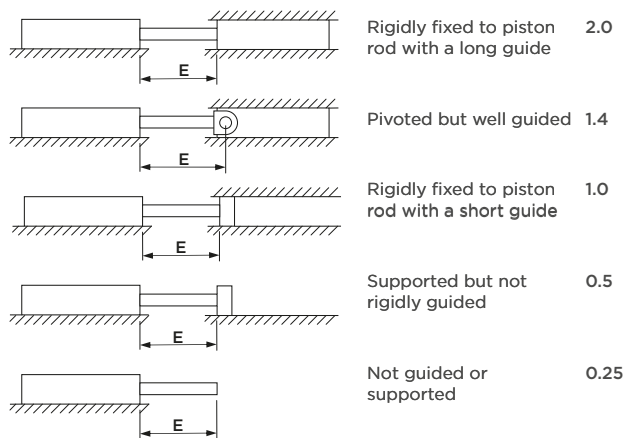 Rigidly fixed to piston 2.0
rod with a long guide
E
Pivoted but well guided 1.4
E
Rigidly fixed to piston 1.0
rod with a short guide
E
Supported but not 0.5
rigidly guided
E
Not guided or 0.25
supported
E